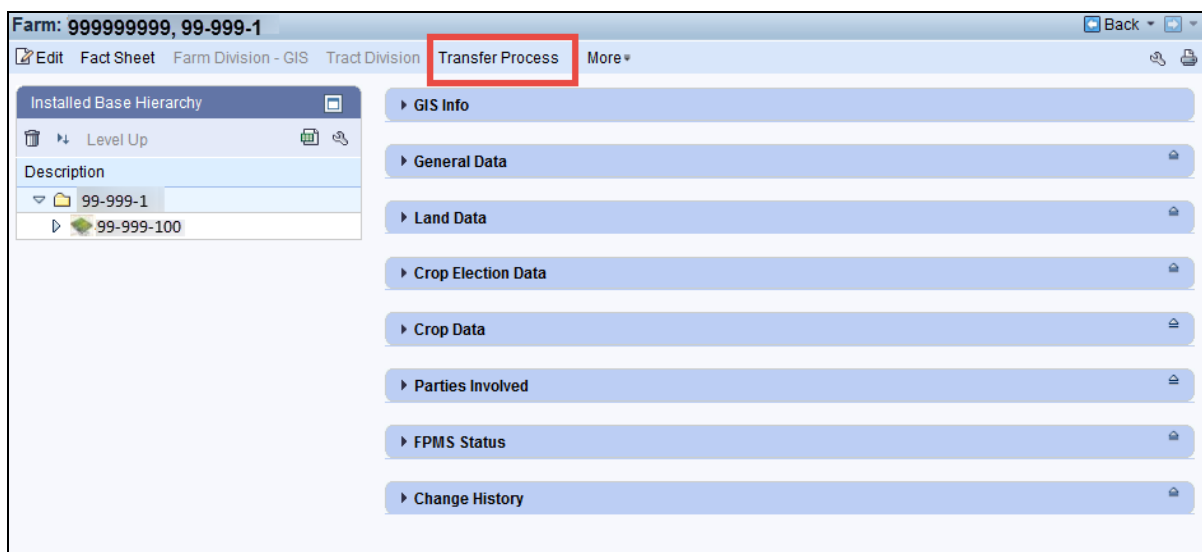 Farm: 999999999, 99-999-1 Back
Edit Fact Sheet Farm Division - GIS Tract Division Transfer Process More
Installed Base Hierarchy
Level Up
Description
99-999-1
99-999-100
GIS Info
General Data
Land Data
Crop Election Data
Crop Data
Parties Involved
FPMS Status
Change History